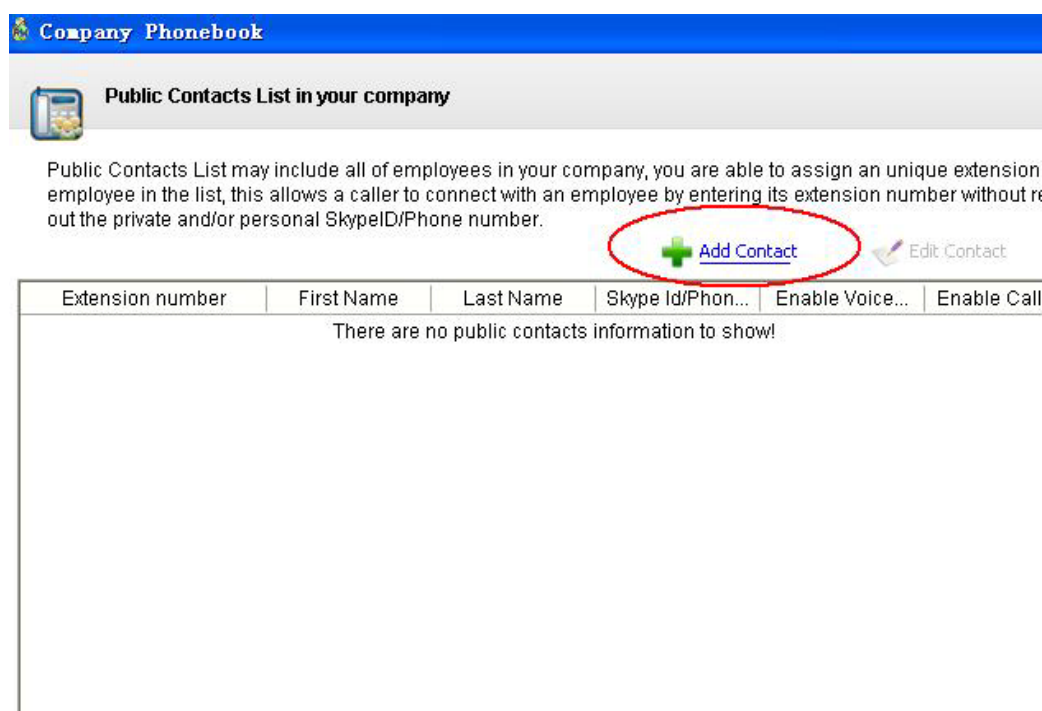 Company Phonebook
Public Contacts List in your company
Public Contacts List may include all of employees in your company, you are able to assign an unique extension
employee in the list, this allows a caller to connect with an employee by entering its extension number without re
out the private and/or personal SkypeID/Phone number.
Add Contact Edit Contact
Extension number First Name Last Name Skype Id/Phon... Enable Voice... Enable Call
There are no public contacts information to show!